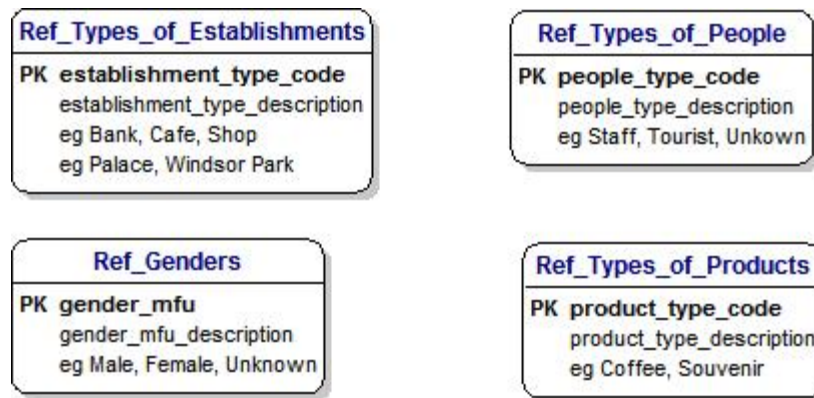 Ref_Types_of_Establishments
PK establishment_type_code
establishment_type_description
eg Bank, Cafe, Shop
eg Palace, Windsor Park
Ref_Types_of_People
PK people_type_code
people_type_description
eg Staff, Tourist, Unkown
Ref_Genders
PK gender_mfu
gender_mfu_description
eg Male, Female, Unknown
Ref_Types_of_Products
PK product_type_code
product_type_description
eg Coffee, Souvenir